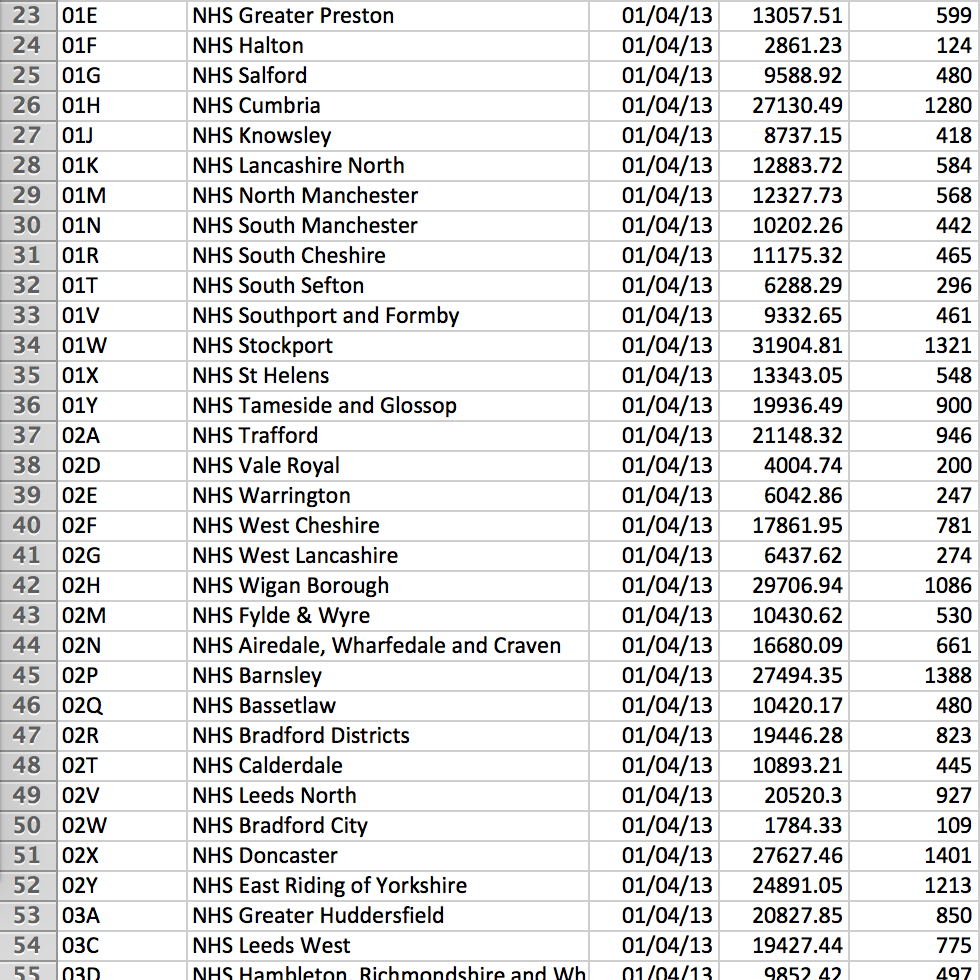 23 01E NHS Greater Preston 01/04/13 13057.51 599
24 01F NHS Halton 01/04/13 2861.23 124
25 01G NHS Salford 01/04/13 9588.92 480
26 01H NHS Cumbria 01/04/13 27130.49 1280
27 01J NHS Knowsley 01/04/13 8737.15 418
28 01K NHS Lancashire North 01/04/13 12883.72 584
29 01M NHS North Manchester 01/04/13 12327.73 568
30 01N NHS South Manchester 01/04/13 10202.26 442
31 01R NHS South Cheshire 01/04/13 11175.32 465
32 01T NHS South Sefton 01/04/13 6288.29 296
33 01V NHS Southport and Formby 01/04/13 9332.65 461
34 01W NHS Stockport 01/04/13 31904.81 1321
35 01X NHS St Helens 01/04/13 13343.05 548
36 01Y NHS Tameside and Glossop 01/04/13 19936.49 900
37 02A NHS Trafford 01/04/13 21148.32 946
38 02D NHS Vale Royal 01/04/13 4004.74 200
39 02E NHS Warrington 01/04/13 6042.86 247
40 02F NHS West Cheshire 01/04/13 17861.95 781
41 02G NHS West Lancashire 01/04/13 6437.62 274
42 02H NHS Wigan Borough 01/04/13 29706.94 1086
43 02M NHS Fylde & Wyre 01/04/13 10430.62 530
44 02N NHS Airedale, Wharfedale and Craven 01/04/13 16680.09 661
45 02P NHS Barnsley 01/04/13 27494.35 1388
46 02Q NHS Bassetlaw 01/04/13 10420.17 480
47 02R NHS Bradford Districts 01/04/13 19446.28 823
48 02T NHS Calderdale 01/04/13 10893.21 445
49 02V NHS Leeds North 01/04/13 20520.3 927
50 02W NHS Bradford City 01/04/13 1784.33 109
51 02X NHS Doncaster 01/04/13 27627.46 1401
52 02Y NHS East Riding of Yorkshire 01/04/13 24891.05 1213
53 03A NHS Greater Huddersfield 01/04/13 20827.85 850
54 03C NHS Leeds West 01/04/13 19427.44 775
55 03D NHS Hambleton, Richmondshire and Wh 01/04/13 9852.42 497